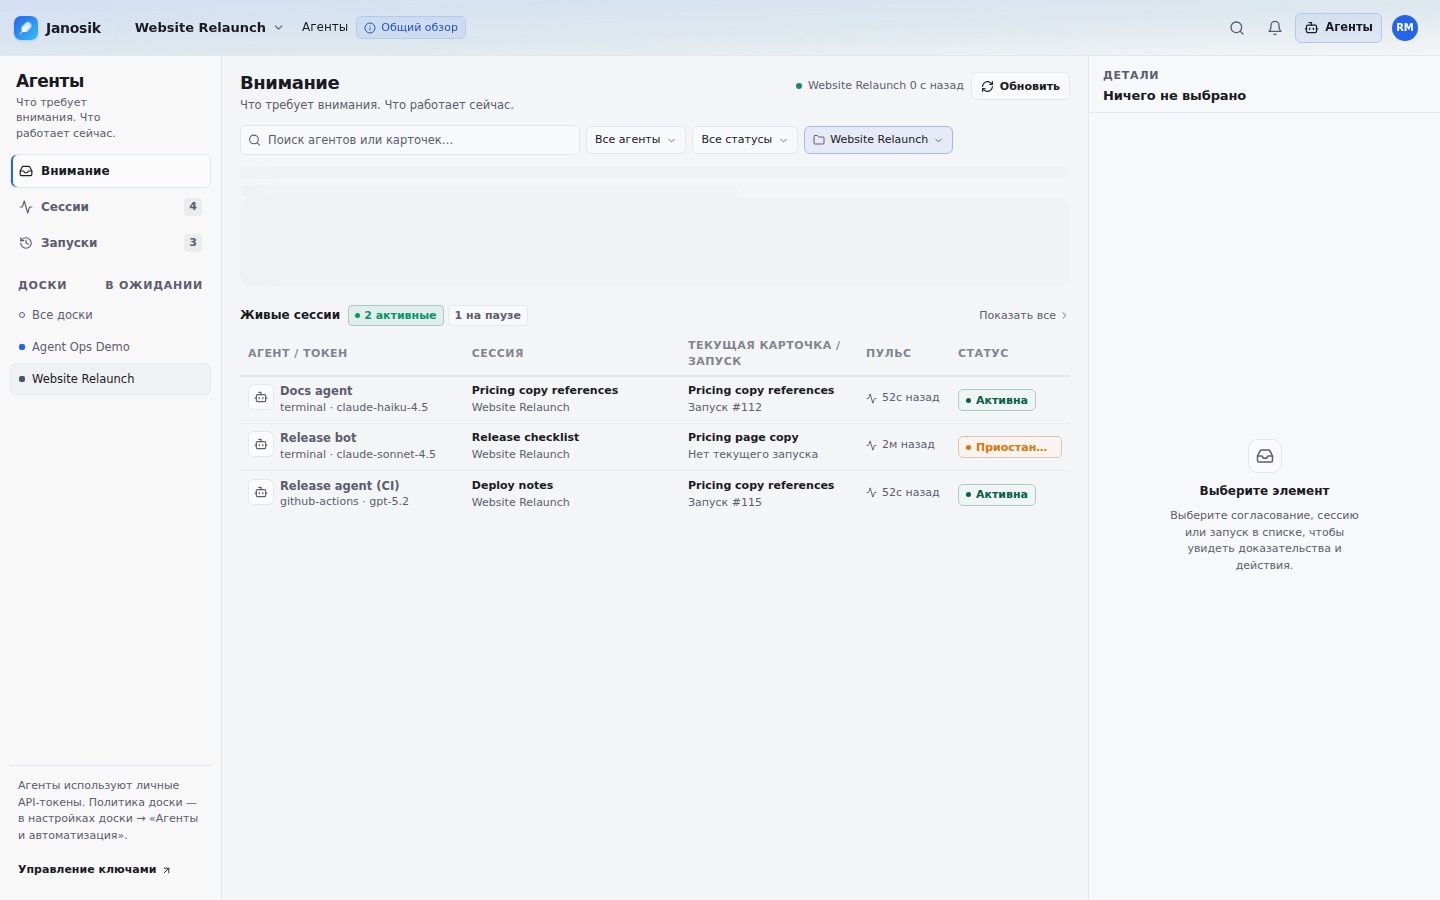 Janosik
Website Relaunch
Агенты
Общий обзор
Агенты
RM
Агенты
Что требует
внимания. Что
работает сейчас.
Внимание
Сессии 4
Запуски 3
ДОСКИ В ОЖИДАНИИ
Все доски
Agent Ops Demo
Website Relaunch
Агенты используют личные
API-токены. Политика доски —
в настройках доски → «Агенты
и автоматизация».
Управление ключами
Внимание
Что требует внимания. Что работает сейчас.
Website Relaunch 0 с назад
Обновить
Поиск агентов или карточек...
Все агенты
Все статусы
Website Relaunch
Живые сессии
2 активные
1 на паузе
Показать все
АГЕНТ / ТОКЕН
СЕССИЯ
ТЕКУЩАЯ КАРТОЧКА /
ЗАПУСК
ПУЛЬС
СТАТУС
Docs agent
terminal · claude-haiku-4.5
Pricing copy references
Website Relaunch
Pricing copy references
Запуск #112
52с назад
Активна
Release bot
terminal · claude-sonnet-4.5
Release checklist
Website Relaunch
Pricing page copy
Нет текущего запуска
2м назад
Приостан...
Release agent (CI)
github-actions · gpt-5.2
Deploy notes
Website Relaunch
Pricing copy references
Запуск #115
52с назад
Активна
ДЕТАЛИ
Ничего не выбрано
Выберите элемент
Выберите согласование, сессию
или запуск в списке, чтобы
увидеть доказательства и
действия.